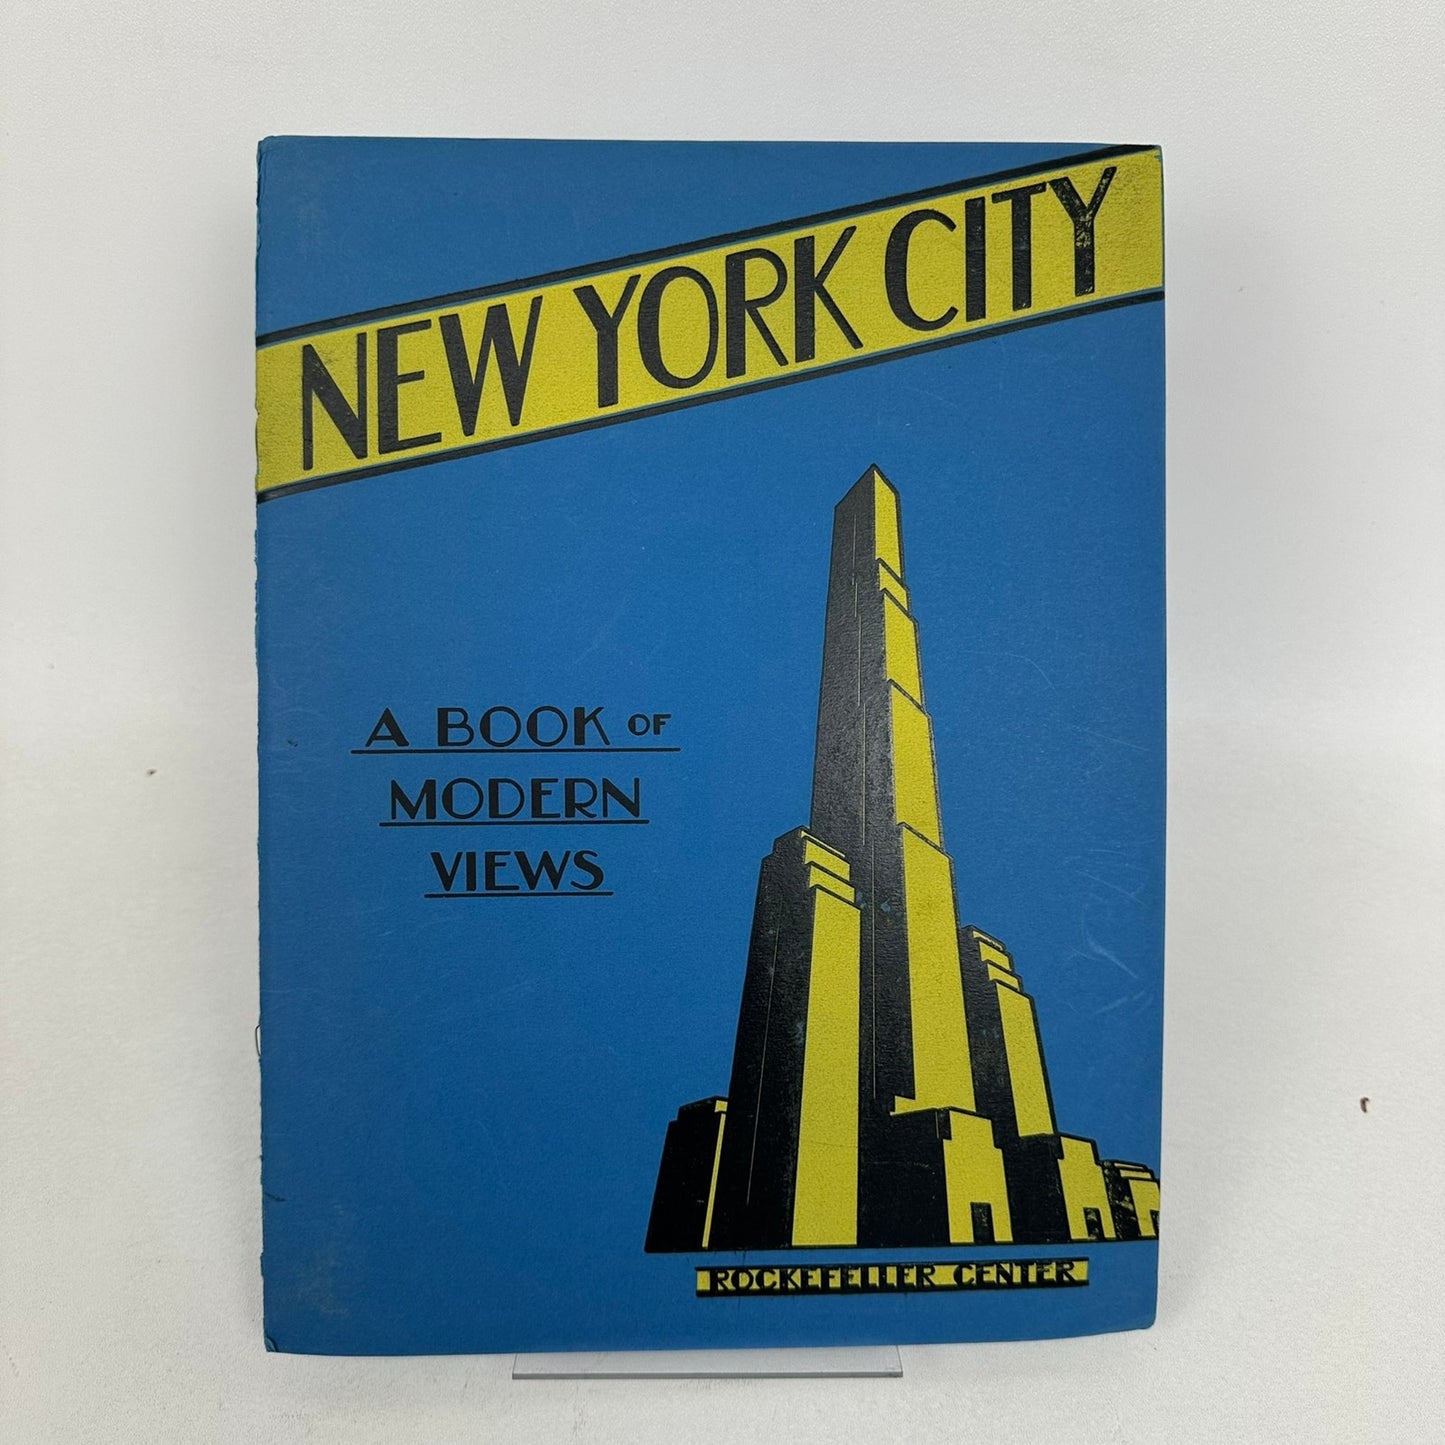 NEW YORK CITY
A BOOK OF
MODERN
VIEWS
ROCKEFELLER CENTER